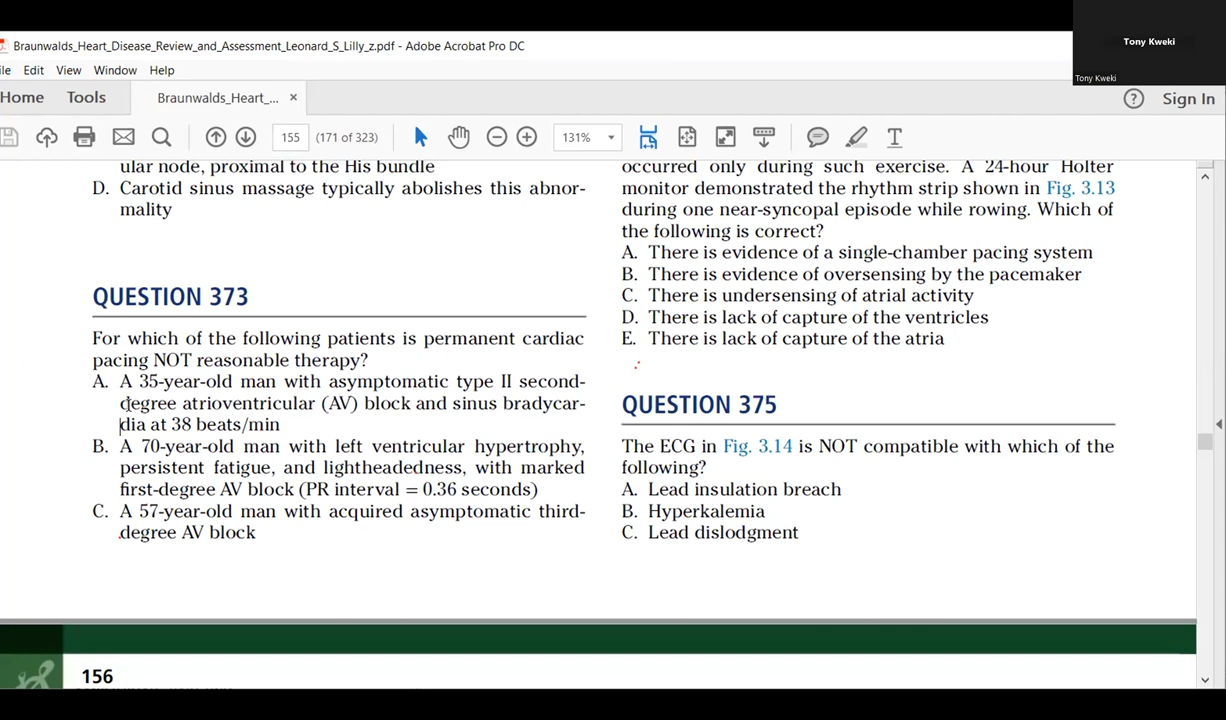 Tony Kweki
Tony Kweki
Braunwalds_Heart_Disease_Review_and_Assessment_Leonard_S_Lilly_z.pdf - Adobe Acrobat Pro DC
ile Edit View Window Help
Home Tools Braunwalds_Heart_... × ? Sign In
155 (171 of 323) 131%
ular node, proximal to the His bundle
D. Carotid sinus massage typically abolishes this abnor-
mality
QUESTION 373
For which of the following patients is permanent cardiac
pacing NOT reasonable therapy?
A. A 35-year-old man with asymptomatic type II second-
degree atrioventricular (AV) block and sinus bradycar-
dia at 38 beats/min
B. A 70-year-old man with left ventricular hypertrophy,
persistent fatigue, and lightheadedness, with marked
first-degree AV block (PR interval = 0.36 seconds)
C. A 57-year-old man with acquired asymptomatic third-
degree AV block
occurred only during such exercise. A 24-hour Holter
monitor demonstrated the rhythm strip shown in Fig. 3.13
during one near-syncopal episode while rowing. Which of
the following is correct?
A. There is evidence of a single-chamber pacing system
B. There is evidence of oversensing by the pacemaker
C. There is undersensing of atrial activity
D. There is lack of capture of the ventricles
E. There is lack of capture of the atria
QUESTION 375
The ECG in Fig. 3.14 is NOT compatible with which of the
following?
A. Lead insulation breach
B. Hyperkalemia
C. Lead dislodgment
156